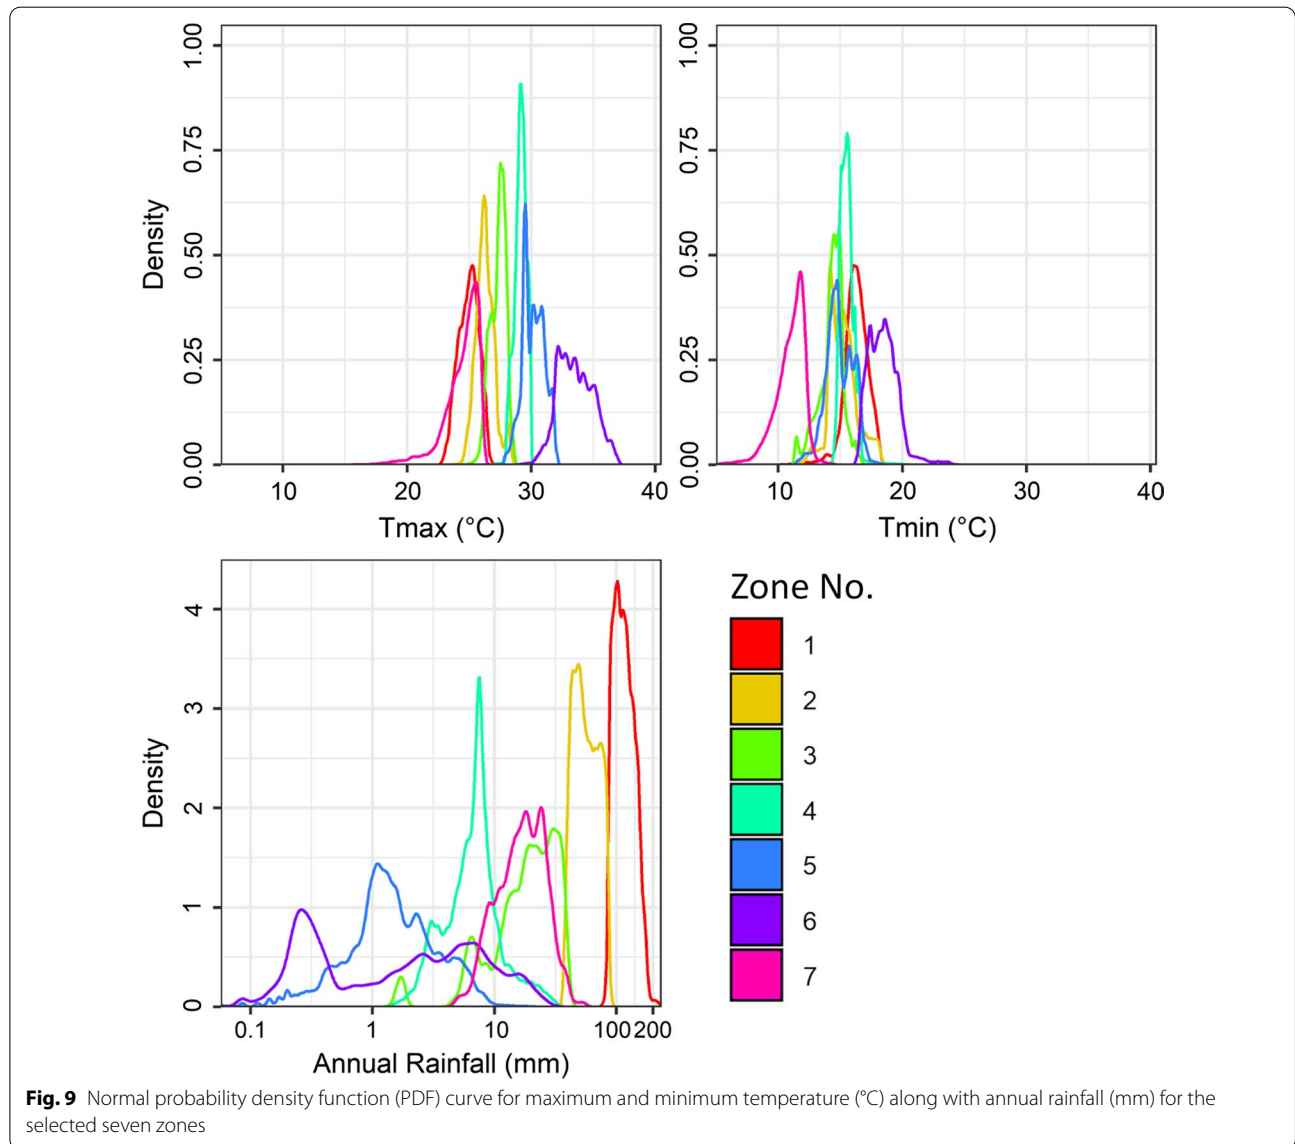 Density
1.00
0.75
0.50
0.25
0.00
10 20 30 40
Tmax (°C)
1.00
0.75
0.50
0.25
0.00
10 20 30 40
Tmin (°C)
Density
4
3
2
1
0
0.1 1 10 100 200
Annual Rainfall (mm)
Zone No.
1
2
3
4
5
6
7
Fig. 9 Normal probability density function (PDF) curve for maximum and minimum temperature (°C) along with annual rainfall (mm) for the
selected seven zones